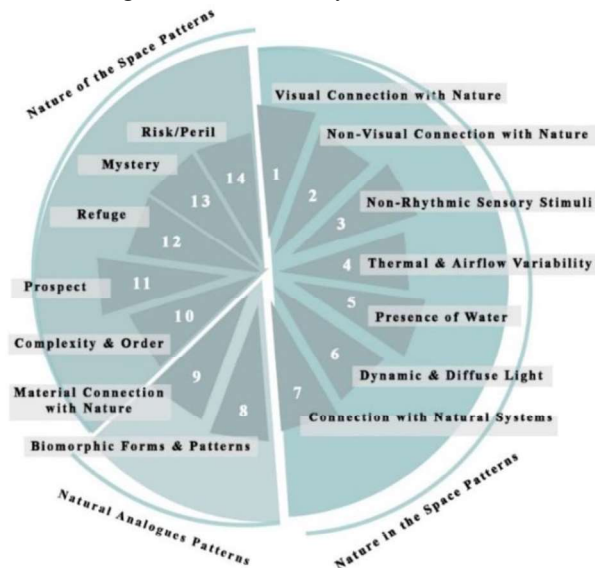 Nature of the Space Patterns
Visual Connection with Nature
Risk/Peril
Non-Visual Connection with Nature
Mystery
14
1
2
13
Non-Rhythmic Sensory Stimuli
Refuge
3
12
4
Thermal & Airflow Variability
Prospect
11
5
10
Presence of Water
Complexity & Order
6
Dynamic & Diffuse Light
9
Material Connection
with Nature
7
8
Connection with Natural Systems
Biomorphic Forms & Patterns
Natural Analogues Patterns
Nature in the Space Patterns